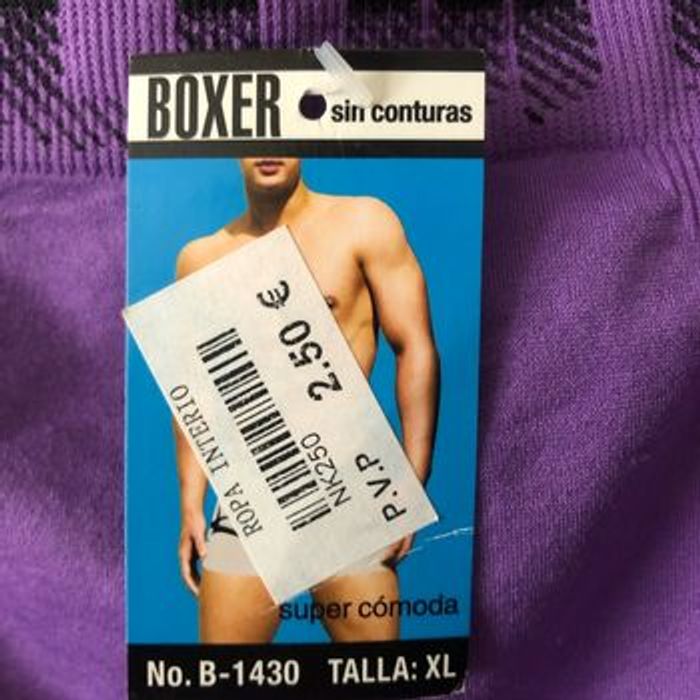 BOXER
sin conturas
2.50 €
NK250
P.V.P
ROPA INTERIO
super cómoda
No. B-1430 TALLA: XL